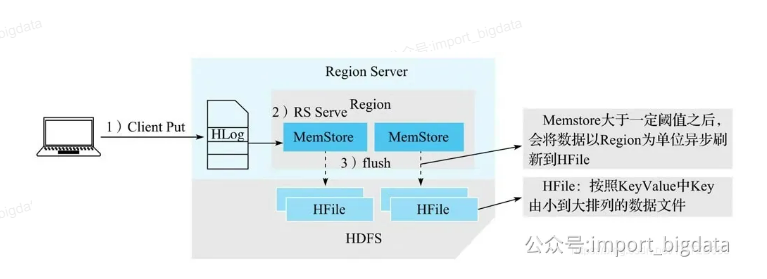 公众号:import_bigdata
Region Server
Region
1）Client Put
HLog
2）RS Serve
MemStore
MemStore
3）flush
HFile
HFile
HDFS
Memstore大于一定阈值之后，
会将数据以Region为单位异步刷
新到HFile
HFile：按照KeyValue中Key
由小到大排列的数据文件
公众号:import_bigdata